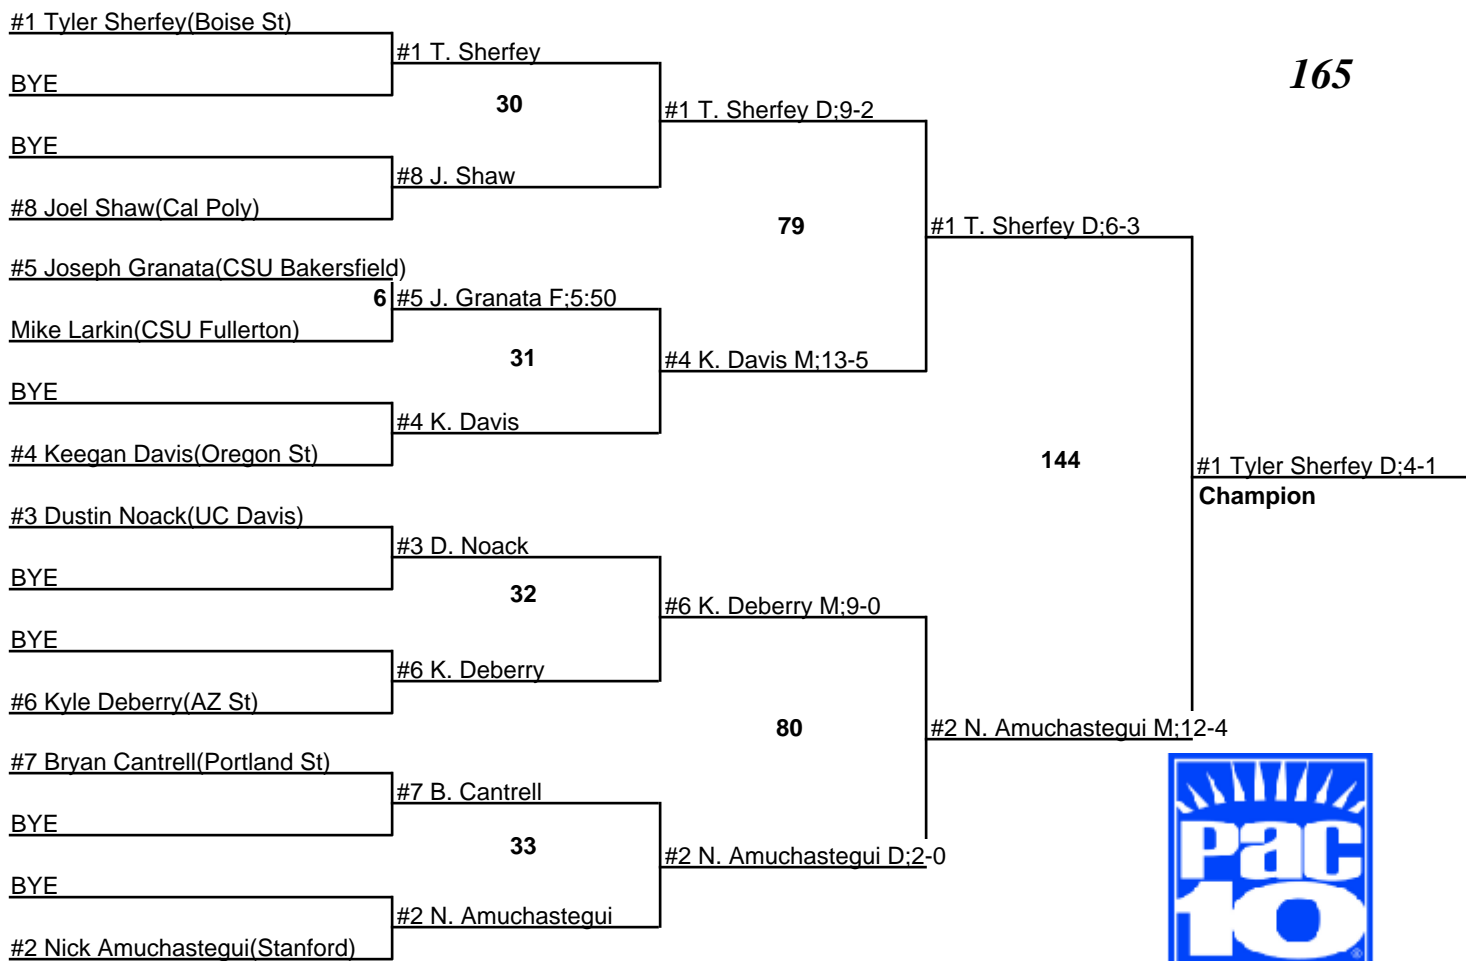 #1 Tyler Sherfey(Boise St)
#1 T. Sherfey
165
BYE
30
#1 T. Sherfey D;9-2
BYE
#8 J. Shaw
#8 Joel Shaw(Cal Poly)
79
#1 T. Sherfey D;6-3
#5 Joseph Granata(CSU Bakersfield)
6 #5 J. Granata F;5:50
Mike Larkin(CSU Fullerton)
31
#4 K. Davis M;13-5
BYE
#4 K. Davis
#4 Keegan Davis(Oregon St)
144
#1 Tyler Sherfey D;4-1
Champion
#3 Dustin Noack(UC Davis)
#3 D. Noack
BYE
32
#6 K. Deberry M;9-0
BYE
#6 K. Deberry
#6 Kyle Deberry(AZ St)
80
#2 N. Amuchastegui M;12-4
#7 Bryan Cantrell(Portland St)
#7 B. Cantrell
BYE
33
#2 N. Amuchastegui D;2-0
BYE
#2 N. Amuchastegui
#2 Nick Amuchastegui(Stanford)
Pac
10
®